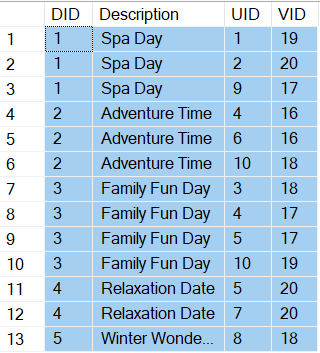 DID Description UID VID
1 1 Spa Day 1 19
2 1 Spa Day 2 20
3 1 Spa Day 9 17
4 2 Adventure Time 4 16
5 2 Adventure Time 6 16
6 2 Adventure Time 10 18
7 3 Family Fun Day 3 18
8 3 Family Fun Day 4 17
9 3 Family Fun Day 5 17
10 3 Family Fun Day 10 19
11 4 Relaxation Date 5 20
12 4 Relaxation Date 7 20
13 5 Winter Wonde... 8 18